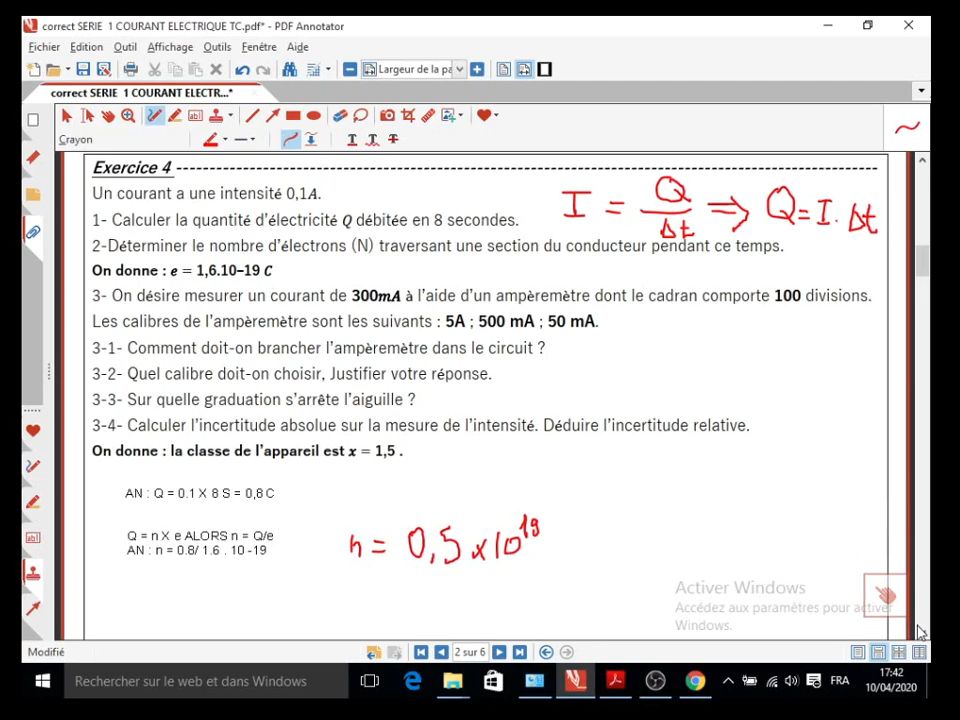 correct SERIE 1 COURANT ELECTRIQUE TC.pdf* - PDF Annotator
Fichier Edition Outil Affichage Outils Fenêtre Aide
Largeur de la pa
correct SERIE 1 COURANT ELECTR...*
Crayon
Exercice 4
Un courant a une intensité 0,1A.
I = Q/Δt ⇒ Q = I . Δt
1- Calculer la quantité d'électricité Q débitée en 8 secondes.
2-Déterminer le nombre d'électrons (N) traversant une section du conducteur pendant ce temps.
On donne : e = 1,6.10–19 C
3- On désire mesurer un courant de 300mA à l'aide d'un ampèremètre dont le cadran comporte 100 divisions.
Les calibres de l'ampèremètre sont les suivants : 5A ; 500 mA ; 50 mA.
3-1- Comment doit-on brancher l'ampèremètre dans le circuit ?
3-2- Quel calibre doit-on choisir, Justifier votre réponse.
3-3- Sur quelle graduation s'arrête l'aiguille ?
3-4- Calculer l'incertitude absolue sur la mesure de l'intensité. Déduire l'incertitude relative.
On donne : la classe de l'appareil est x = 1,5 .
AN : Q = 0.1 X 8 S = 0,8 C
Q = n X e ALORS n = Q/e
AN : n = 0.8/ 1.6 . 10 -19
n = 0,5 x 10^19
Activer Windows
Accédez aux paramètres pour activer
Windows.
Modifié
2 sur 6
Rechercher sur le web et dans Windows
FRA
17:42
10/04/2020